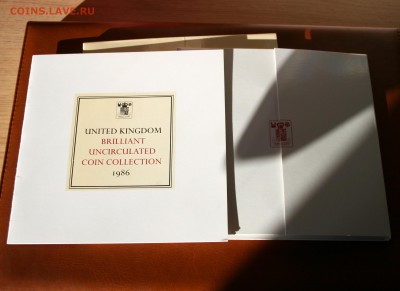 COINS.LAVE.RU
UNITED KINGDOM
BRILLIANT
UNCIRCULATED
COIN COLLECTION
1986